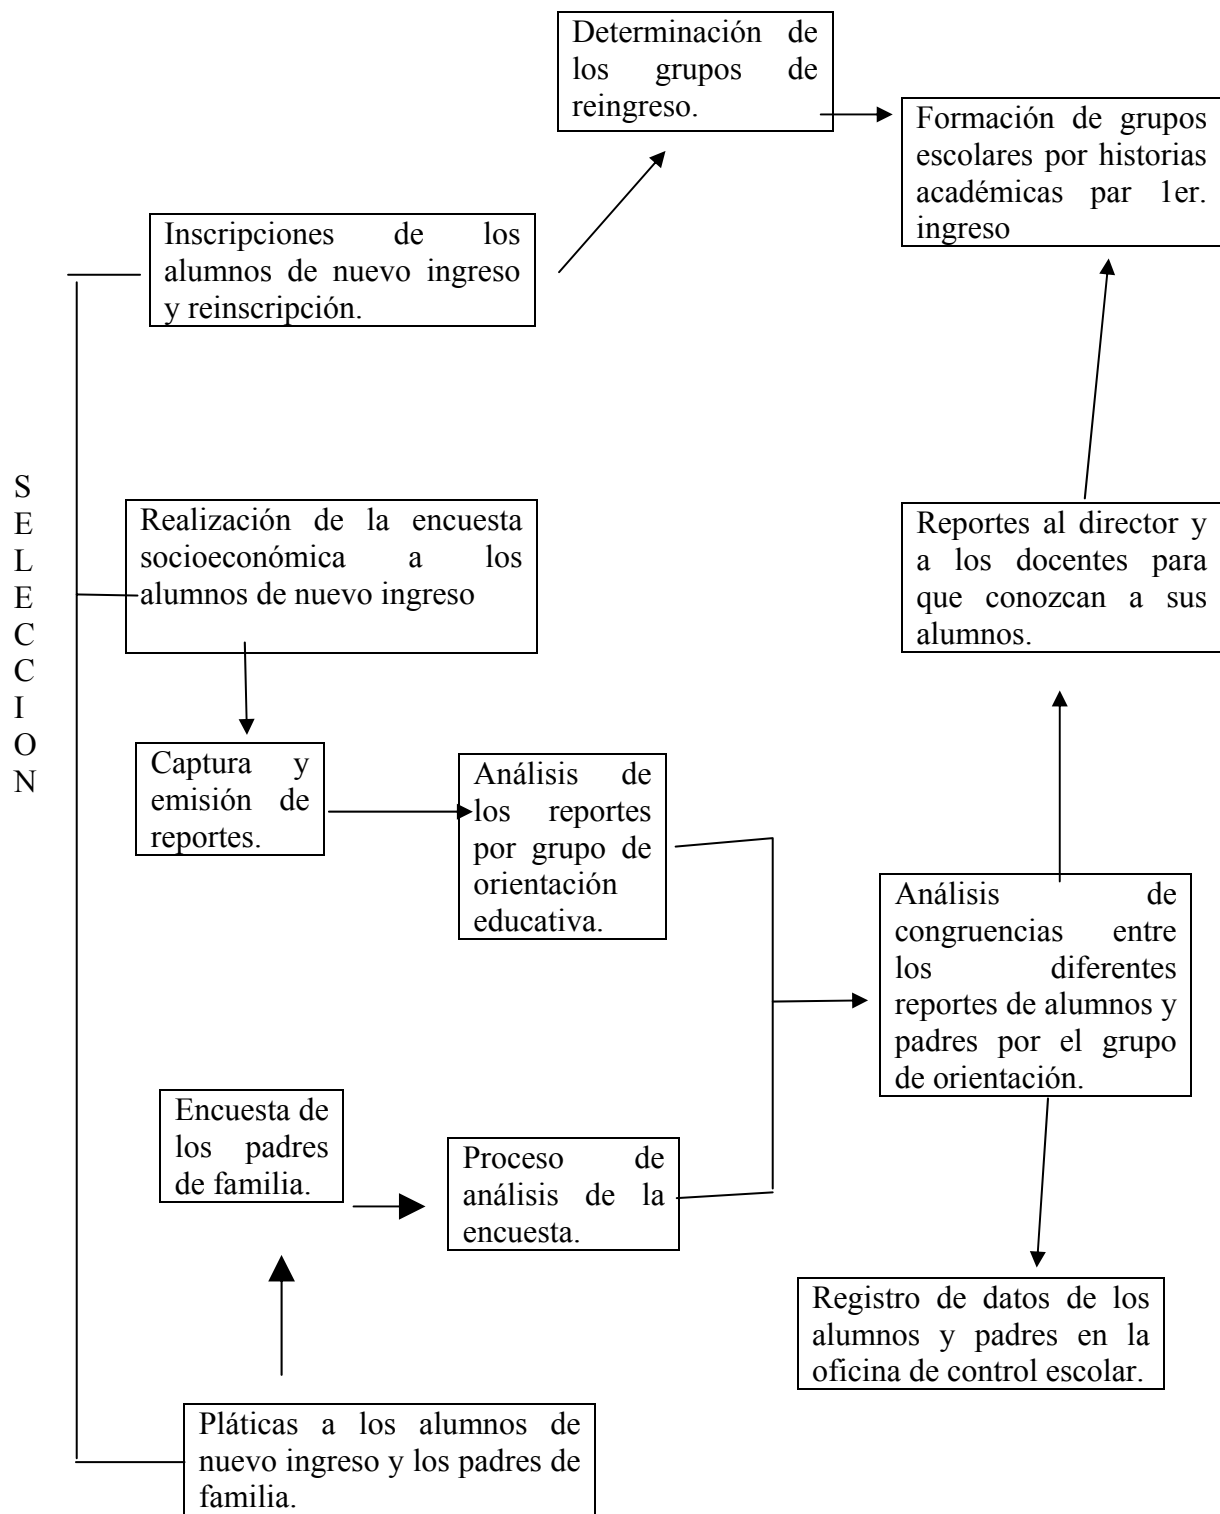 Determinación de
los grupos de
reingreso.
Formación de grupos
escolares por historias
académicas par 1er.
ingreso
Inscripciones de los
alumnos de nuevo ingreso
y reinscripción.
S
E
L
E
C
C
I
O
N
Realización de la encuesta
socioeconómica a los
alumnos de nuevo ingreso
Reportes al director y
a los docentes para
que conozcan a sus
alumnos.
Captura y
emisión de
reportes.
Análisis de
los reportes
por grupo de
orientación
educativa.
Análisis de
congruencias entre
los diferentes
reportes de alumnos y
padres por el grupo
de orientación.
Encuesta de
los padres
de familia.
Proceso de
análisis de la
encuesta.
Registro de datos de los
alumnos y padres en la
oficina de control escolar.
Pláticas a los alumnos de
nuevo ingreso y los padres de
familia.